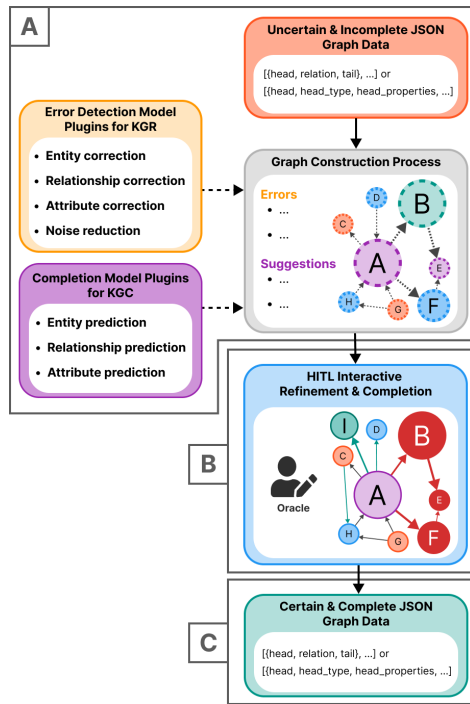 A
Uncertain & Incomplete JSON
Graph Data
[{head, relation, tail}, ...] or
[{head, head_type, head_properties, ...]
Error Detection Model
Plugins for KGR
• Entity correction
• Relationship correction
• Attribute correction
• Noise reduction
Completion Model Plugins
for KGC
• Entity prediction
• Relationship prediction
• Attribute prediction
Graph Construction Process
Errors
• ...
• ...
Suggestions
• ...
• ...
D
B
C
A
E
H
G
F
B
HITL Interactive
Refinement & Completion
Oracle
I
D
B
C
A
E
H
G
F
C
Certain & Complete JSON
Graph Data
[{head, relation, tail}, ...] or
[{head, head_type, head_properties, ...]